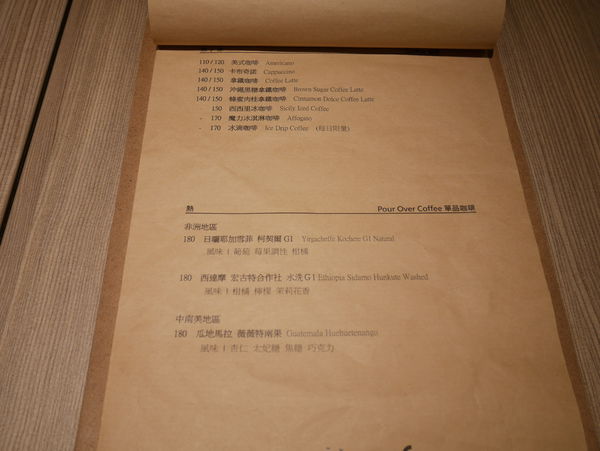 110 / 120 美式咖啡 Americano
140 / 150 卡布奇諾 Cappuccino
140 / 150 拿鐵咖啡 Coffee Latte
140 / 150 沖繩黑糖拿鐵咖啡 Brown Sugar Coffee Latte
140 / 150 蜂蜜肉桂拿鐵咖啡 Cinnamon Dolce Coffee Latte
150 西西里冰咖啡 Sicily Iced Coffee
- 170 魔力冰淇淋咖啡 Affogato
- 170 冰滴咖啡 Ice Drip Coffee (每日限量)
熱 Pour Over Coffee 單品咖啡
非洲地區
180 日曬耶加雪菲 柯契爾 G1 Yirgacheffe Kochere G1 Natural
風味 | 葡萄 莓果調性 柑橘
180 西達摩 宏古特合作社 水洗 G1 Ethiopia Sidamo Hunkute Washed
風味 | 柑橘 檸檬 茉莉花香
中南美地區
180 瓜地馬拉 薇薇特南果 Guatemala Huehuetenango
風味 | 杏仁 太妃糖 焦糖 巧克力